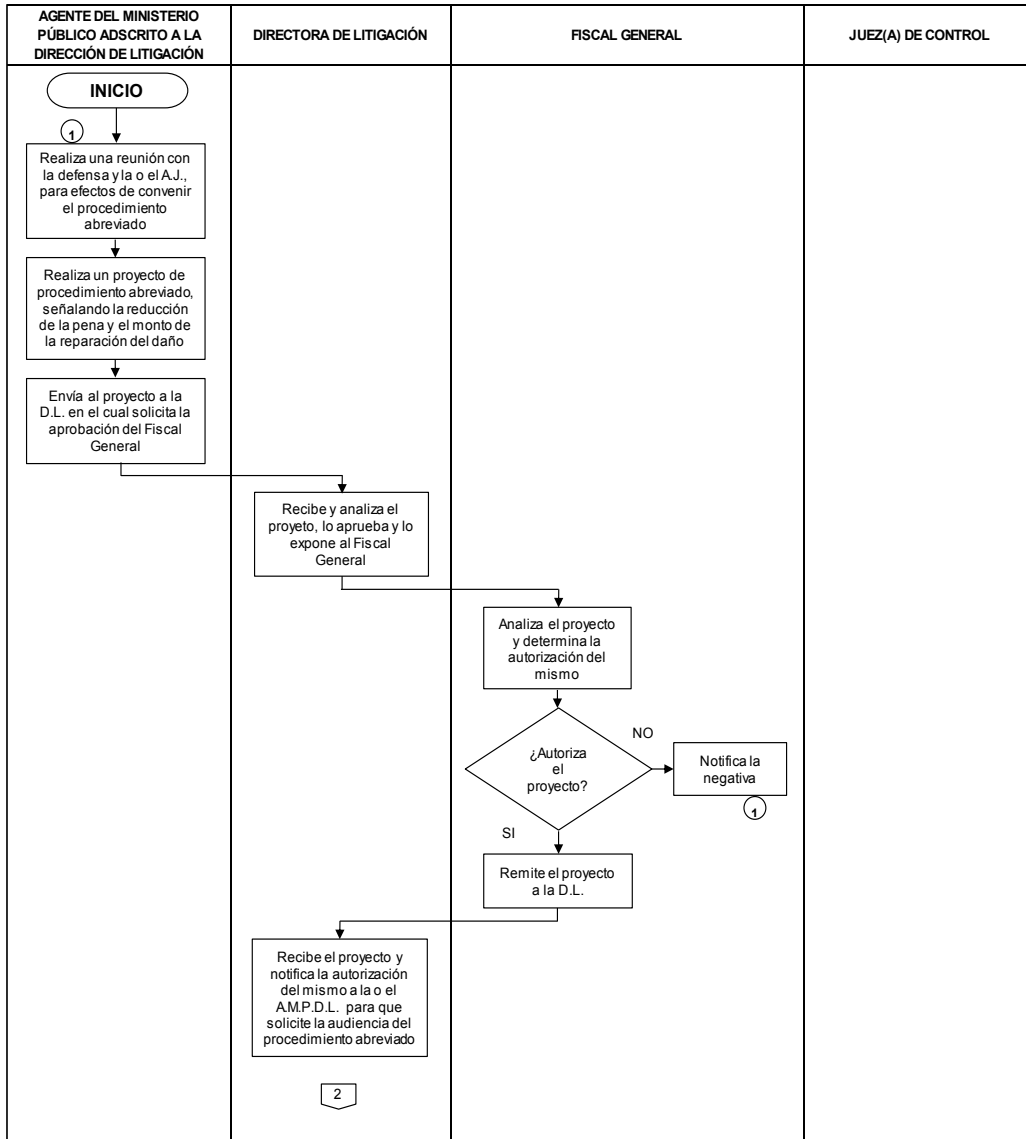 AGENTE DEL MINISTERIO
PÚBLICO ADSCRITO A LA
DIRECCIÓN DE LITIGACIÓN
DIRECTORA DE LITIGACIÓN
FISCAL GENERAL
JUEZ(A) DE CONTROL
INICIO
1
Realiza una reunión con
la defensa y la o el A.J.,
para efectos de convenir
el procedimiento
abreviado
Realiza un proyecto de
procedimiento abreviado,
señalando la reducción
de la pena y el monto de
la reparación del daño
Envía al proyecto a la
D.L. en el cual solicita la
aprobación del Fiscal
General
Recibe y analiza el
proyeto, lo aprueba y lo
expone al Fiscal
General
Analiza el proyecto
y determina la
autorización del
mismo
¿Autoriza
el
proyecto?
NO
Notifica la
negativa
1
SI
Remite el proyecto
a la D.L.
Recibe el proyecto y
notifica la autorización
del mismo a la o el
A.M.P.D.L. para que
solicite la audiencia del
procedimiento abreviado
2